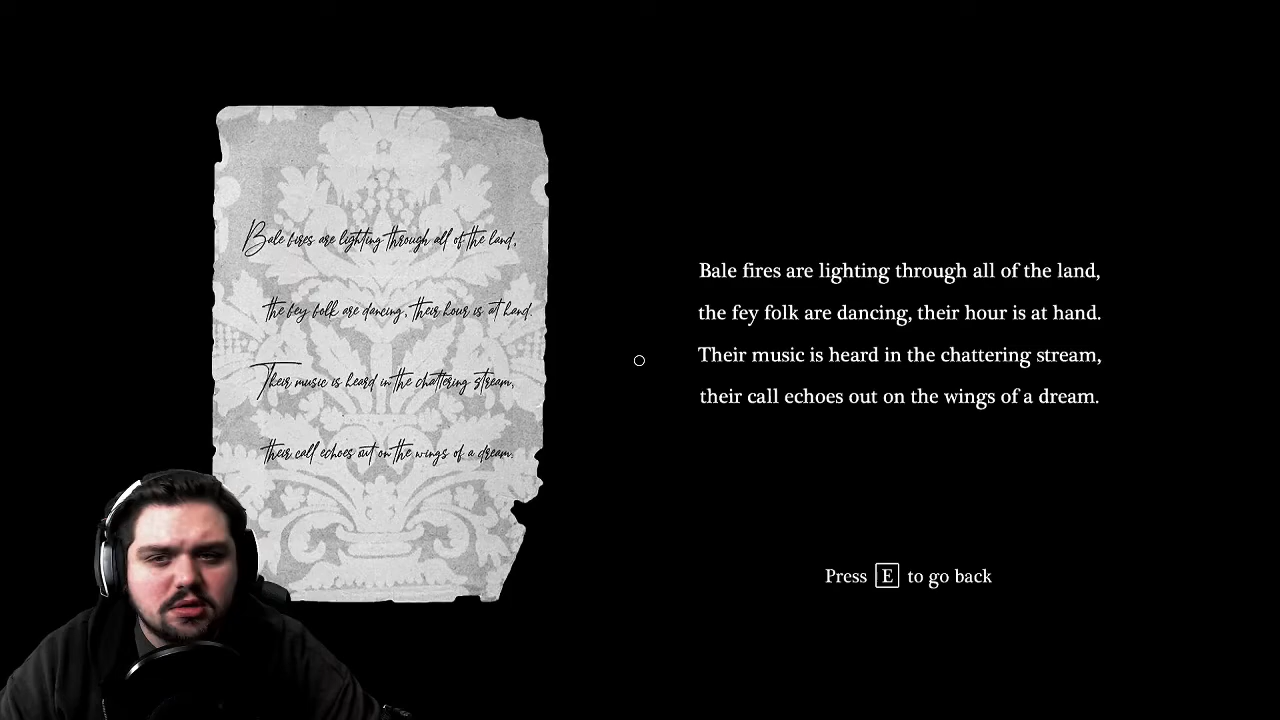 Bale fires are lighting through all of the land,
the fey folk are dancing, their hour is at hand.
Their music is heard in the chattering stream,
their call echoes out on the wings of a dream.
Bale fires are lighting through all of the land,
the fey folk are dancing, their hour is at hand.
Their music is heard in the chattering stream,
their call echoes out on the wings of a dream.
Press E to go back